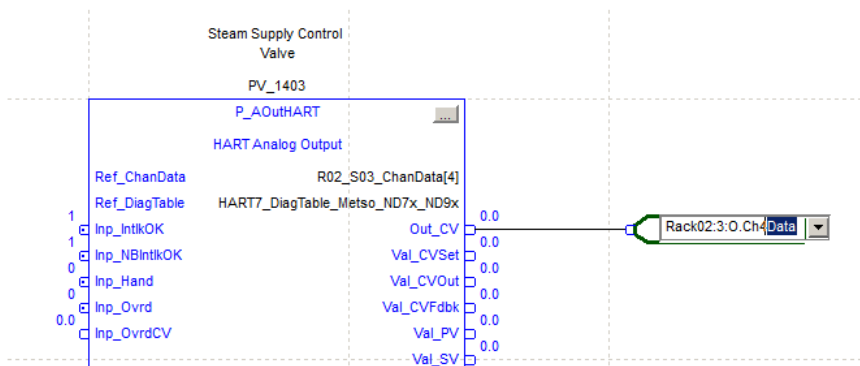 Steam Supply Control
Valve
PV_1403
P_AOutHART
...
HART Analog Output
Ref_ChanData R02_S03_ChanData[4]
Ref_DiagTable HART7_DiagTable_Metso_ND7x_ND9x
1 Inp_IntlkOK Out_CV 0.0 Rack02:3:O.Ch4Data
1 Inp_NBIntlkOK Val_CVSet 0.0
0 Inp_Hand Val_CVOut 0.0
0 Inp_Ovrd Val_CVFdbk 0.0
0.0 Inp_OvrdCV Val_PV 0.0
Val_SV 0.0